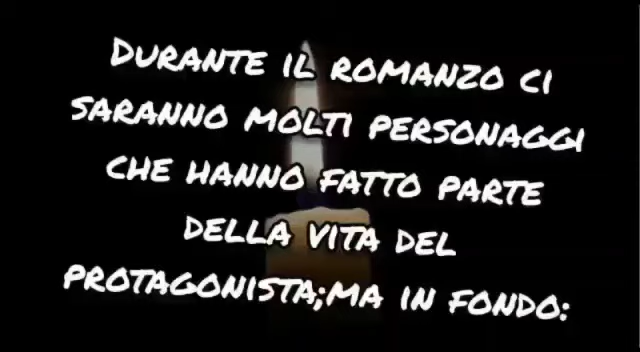 DURANTE IL ROMANZO CI
SARANNO MOLTI PERSONAGGI
CHE HANNO FATTO PARTE
DELLA VITA DEL
PROTAGONISTA;MA IN FONDO: